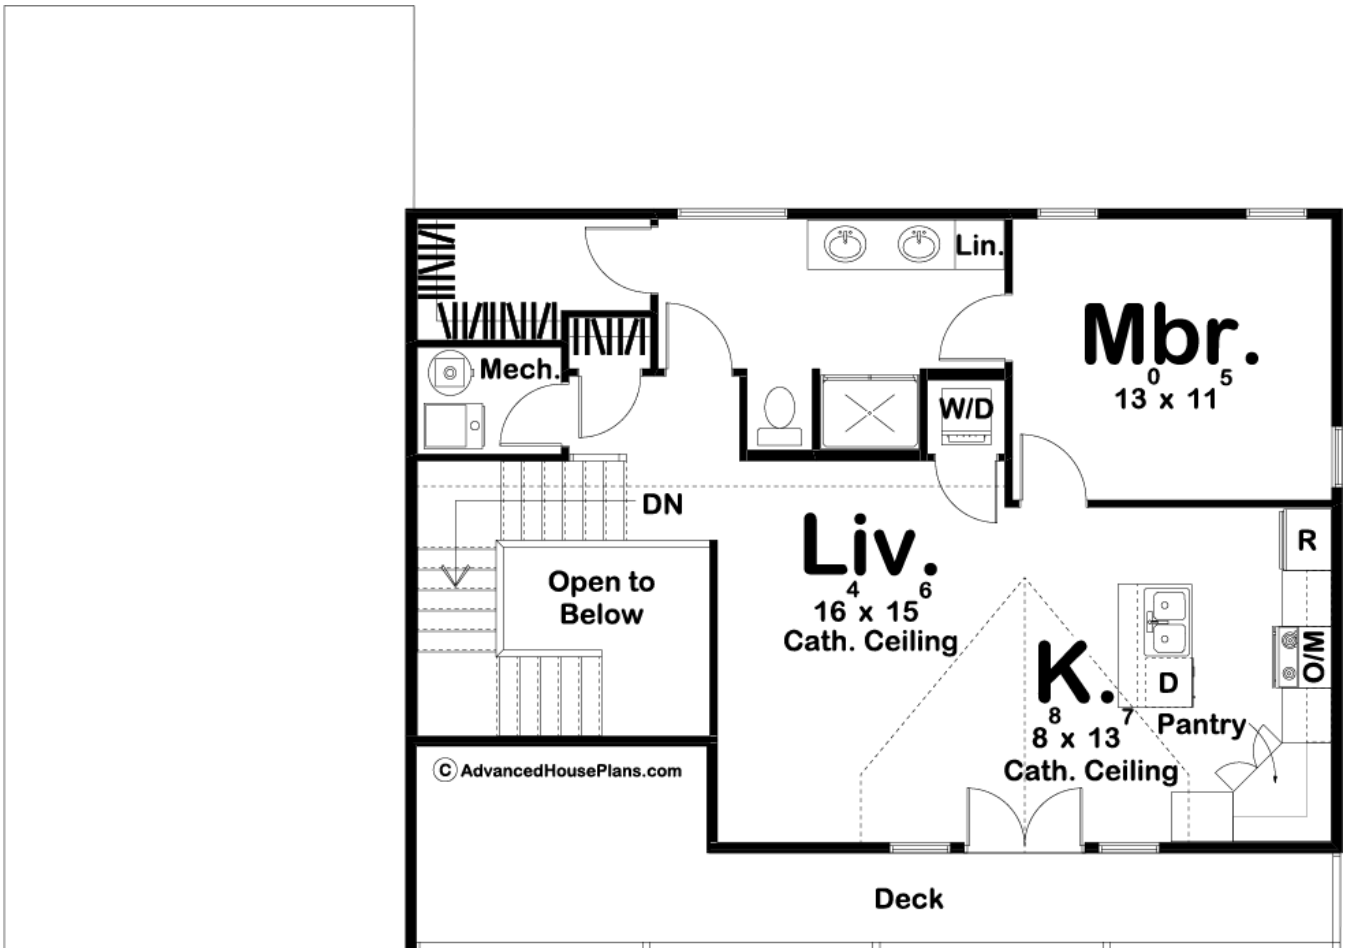 Lin.
Mbr.
13⁰ x 11⁵
Mech.
W/D
DN
Liv.
16⁴ x 15⁶
Cath. Ceiling
Open to
Below
R
O/M
K.
8⁸ x 13⁷
Cath. Ceiling
D
Pantry
© AdvancedHousePlans.com
Deck